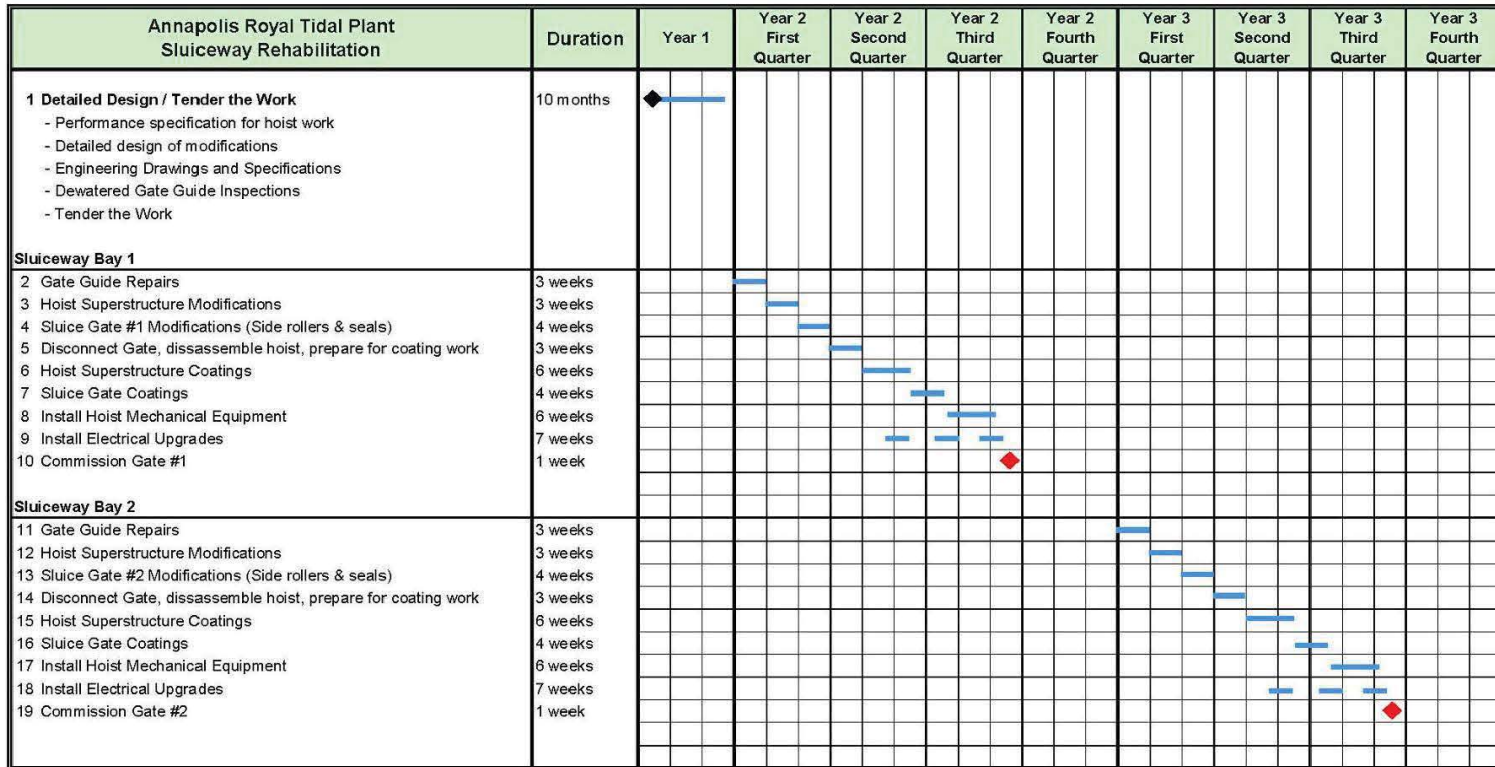 Annapolis Royal Tidal Plant
Sluiceway Rehabilitation
Duration
Year 1
Year 2
First
Quarter
Year 2
Second
Quarter
Year 2
Third
Quarter
Year 2
Fourth
Quarter
Year 3
First
Quarter
Year 3
Second
Quarter
Year 3
Third
Quarter
Year 3
Fourth
Quarter
1 Detailed Design / Tender the Work 10 months
- Performance specification for hoist work
- Detailed design of modifications
- Engineering Drawings and Specifications
- Dewatered Gate Guide Inspections
- Tender the Work
Sluiceway Bay 1
2 Gate Guide Repairs 3 weeks
3 Hoist Superstructure Modifications 3 weeks
4 Sluice Gate #1 Modifications (Side rollers & seals) 4 weeks
5 Disconnect Gate, dissassemble hoist, prepare for coating work 3 weeks
6 Hoist Superstructure Coatings 6 weeks
7 Sluice Gate Coatings 4 weeks
8 Install Hoist Mechanical Equipment 6 weeks
9 Install Electrical Upgrades 7 weeks
10 Commission Gate #1 1 week
Sluiceway Bay 2
11 Gate Guide Repairs 3 weeks
12 Hoist Superstructure Modifications 3 weeks
13 Sluice Gate #2 Modifications (Side rollers & seals) 4 weeks
14 Disconnect Gate, dissassemble hoist, prepare for coating work 3 weeks
15 Hoist Superstructure Coatings 6 weeks
16 Sluice Gate Coatings 4 weeks
17 Install Hoist Mechanical Equipment 6 weeks
18 Install Electrical Upgrades 7 weeks
19 Commission Gate #2 1 week